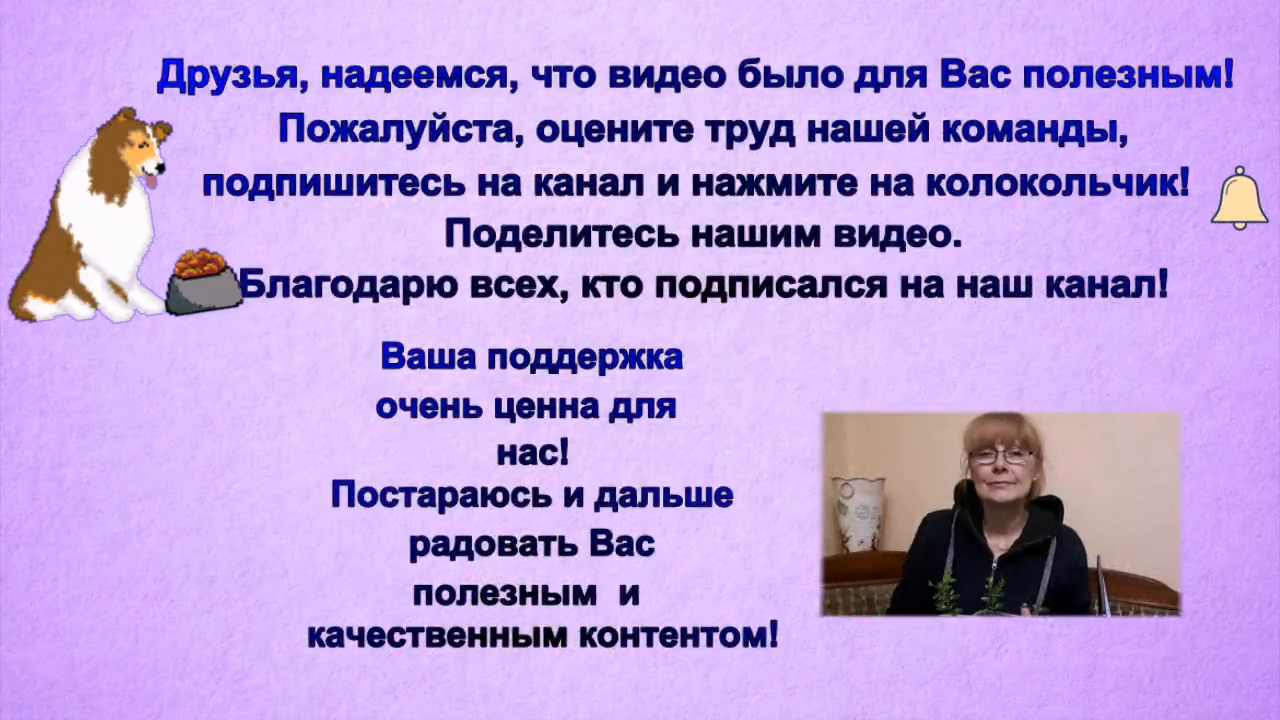 Друзья, надеемся, что видео было для Вас полезным!
Пожалуйста, оцените труд нашей команды,
подпишитесь на канал и нажмите на колокольчик!
Поделитесь нашим видео.
Благодарю всех, кто подписался на наш канал!
Ваша поддержка
очень ценна для
нас!
Постараюсь и дальше
радовать Вас
полезным и
качественным контентом!